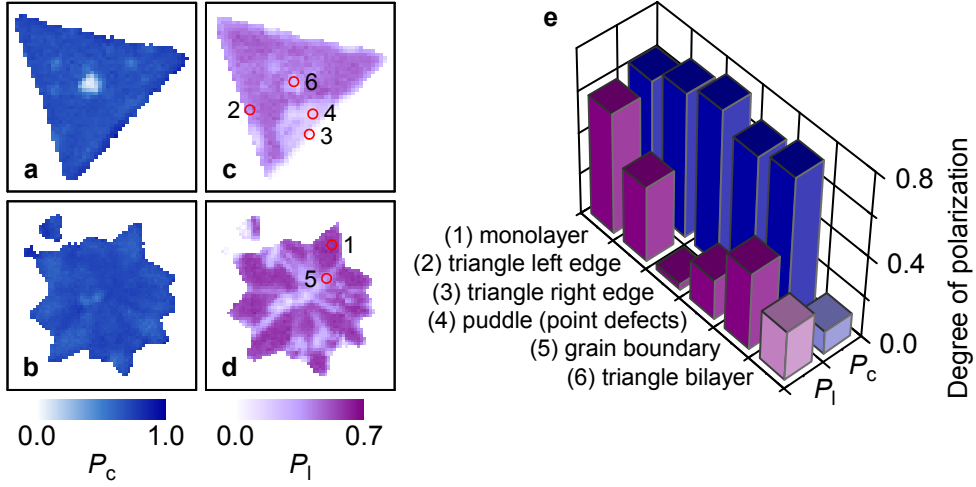 a
c
6
2
4
3
b
d
1
5
0.0
1.0
0.0
0.7
Pc
Pl
e
(1) monolayer
(2) triangle left edge
(3) triangle right edge
(4) puddle (point defects)
(5) grain boundary
(6) triangle bilayer
Pl
Pc
0.8
0.4
0.0
Degree of polarization